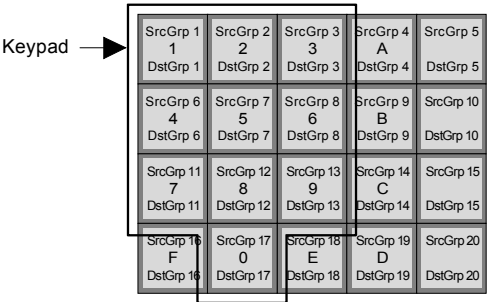 Keypad
SrcGrp 1 SrcGrp 2 SrcGrp 3 SrcGrp 4 SrcGrp 5
1 2 3 A
DstGrp 1 DstGrp 2 DstGrp 3 DstGrp 4 DstGrp 5
SrcGrp 6 SrcGrp 7 SrcGrp 8 SrcGrp 9 SrcGrp 10
4 5 6 B
DstGrp 6 DstGrp 7 DstGrp 8 DstGrp 9 DstGrp 10
SrcGrp 11 SrcGrp 12 SrcGrp 13 SrcGrp 14 SrcGrp 15
7 8 9 C
DstGrp 11 DstGrp 12 DstGrp 13 DstGrp 14 DstGrp 15
SrcGrp 16 SrcGrp 17 SrcGrp 18 SrcGrp 19 SrcGrp 20
F 0 E D
DstGrp 16 DstGrp 17 DstGrp 18 DstGrp 19 DstGrp 20